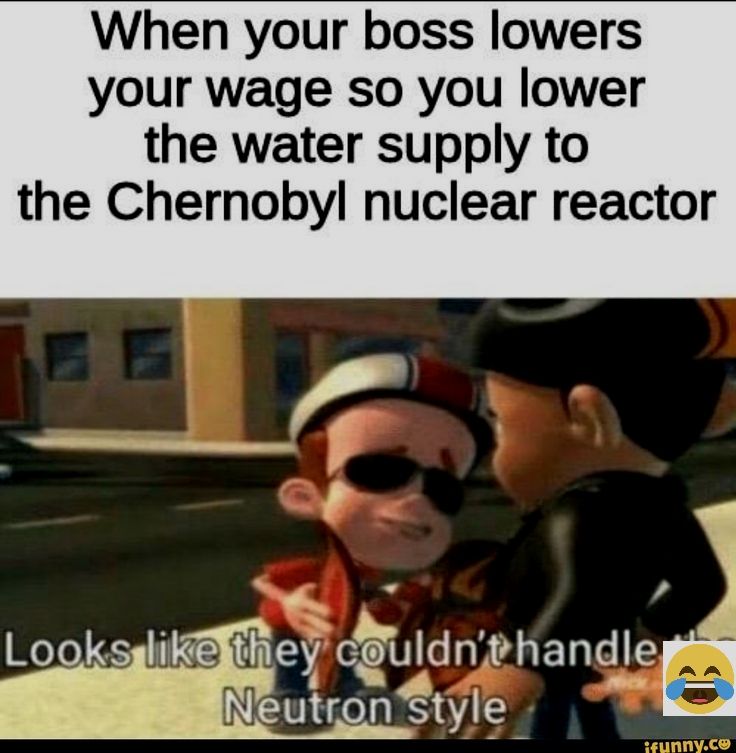 When your boss lowers
your wage so you lower
the water supply to
the Chernobyl nuclear reactor
Looks like they couldn't handle
Neutron style
ifunny.co